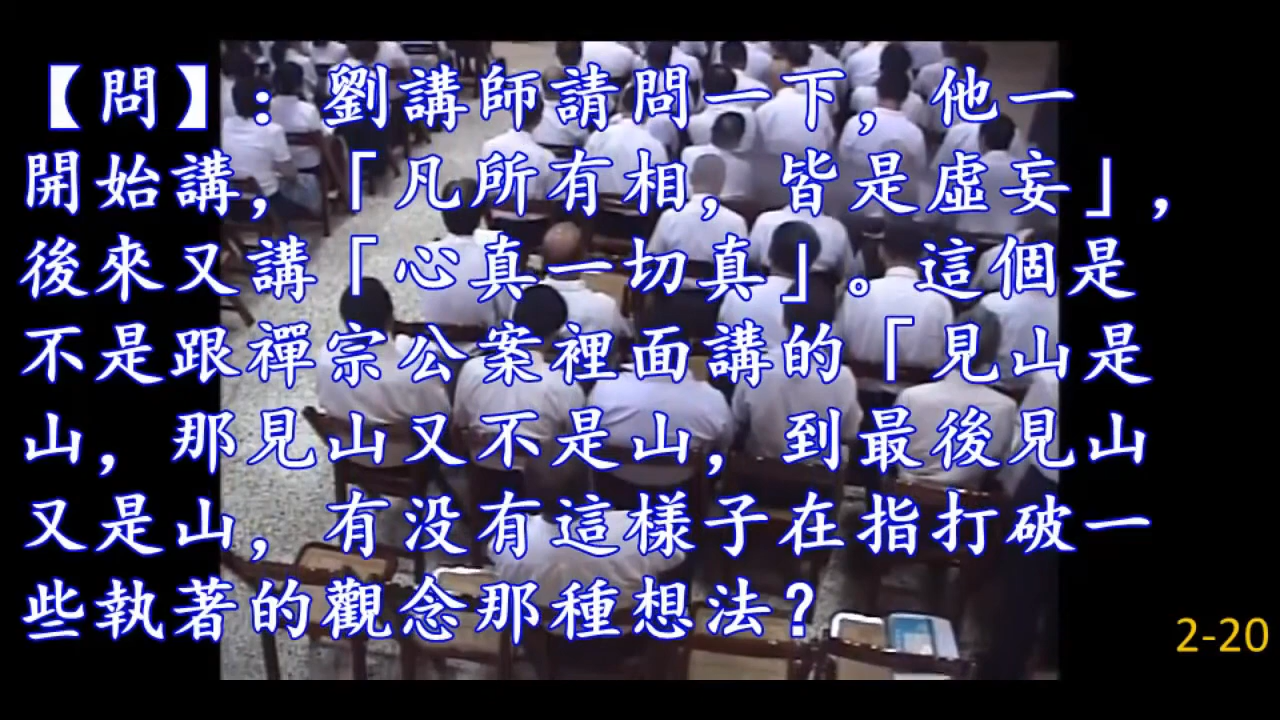 【問】：劉講師請問一下，他一
開始講，「凡所有相，皆是虛妄」，
後來又講「心真一切真」。這個是
不是跟禪宗公案裡面講的「見山是
山，那見山又不是山，到最後見山
又是山，有没有這樣子在指打破一
些執著的觀念那種想法？
2-20